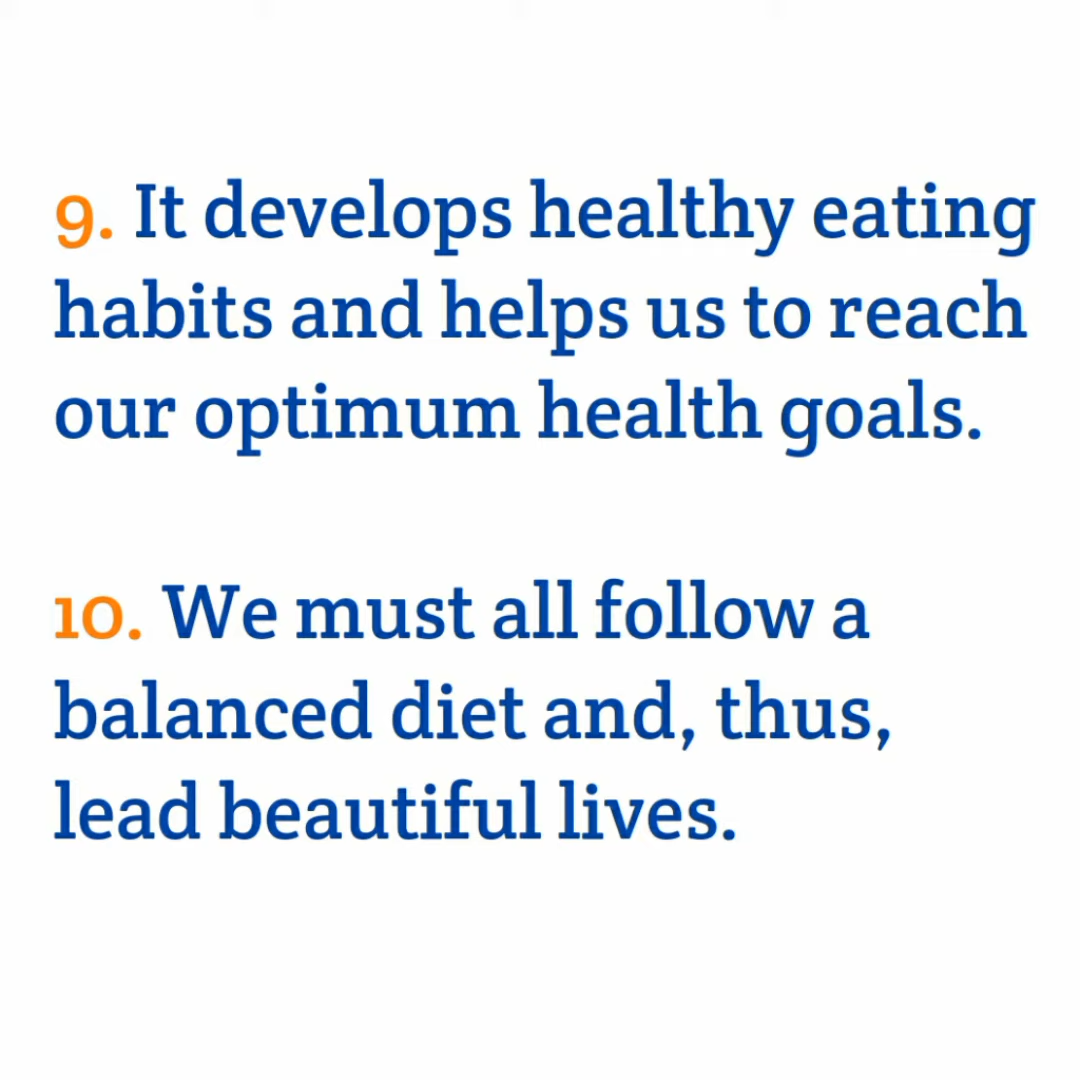 9. It develops healthy eating
habits and helps us to reach
our optimum health goals.
10. We must all follow a
balanced diet and, thus,
lead beautiful lives.